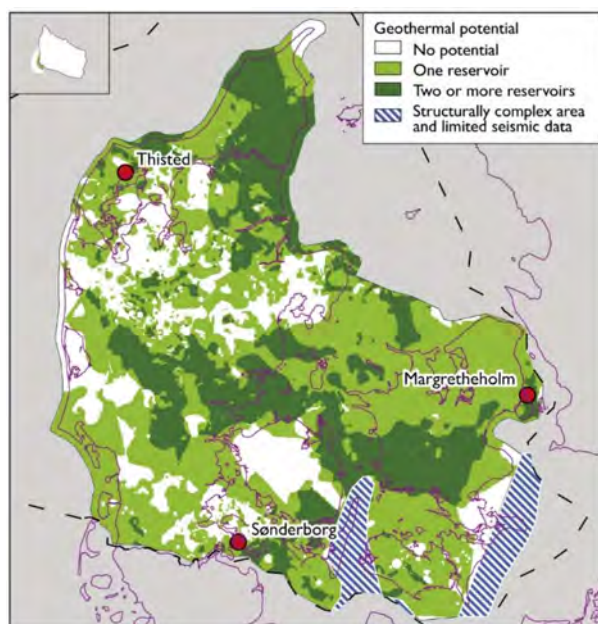 Geothermal potential
No potential
One reservoir
Two or more reservoirs
Structurally complex area
and limited seismic data
Thisted
Margretheholm
Sønderborg